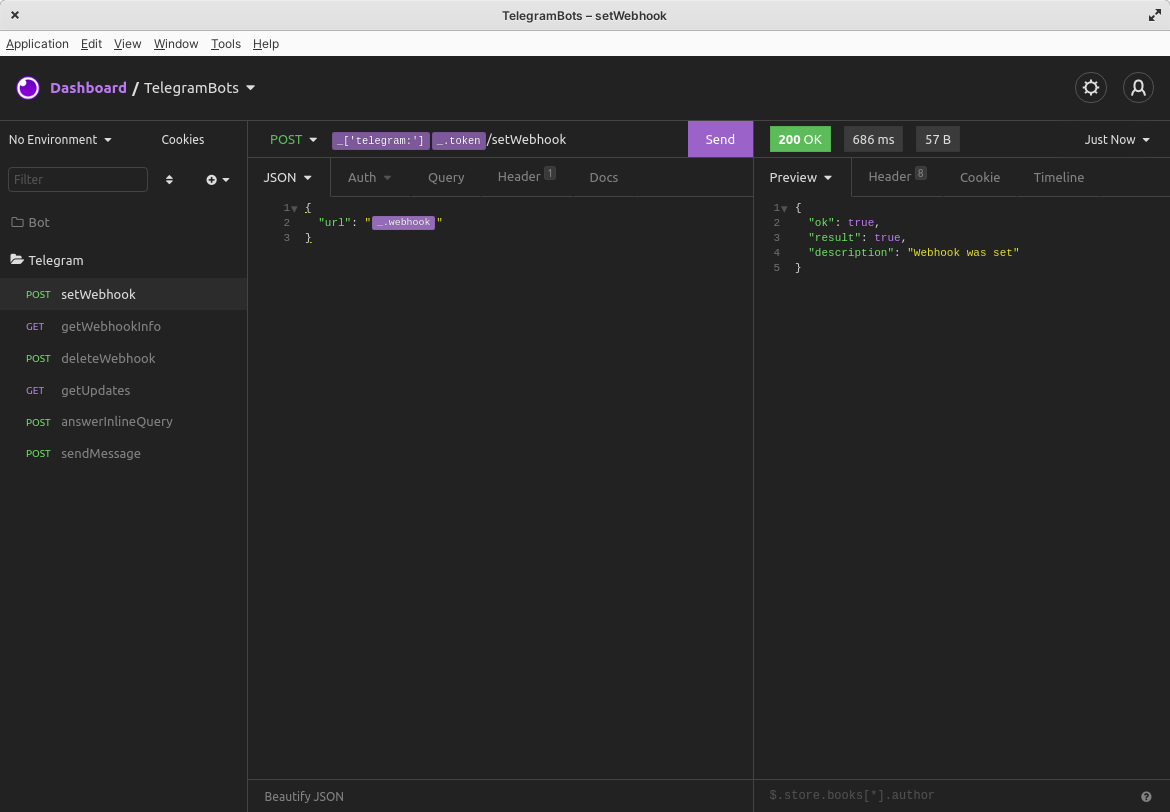 TelegramBots – setWebhook
Application Edit View Window Tools Help
Dashboard / TelegramBots
No Environment Cookies
Filter
Bot
Telegram
POST setWebhook
GET getWebhookInfo
POST deleteWebhook
GET getUpdates
POST answerInlineQuery
POST sendMessage
POST _['telegram:'] _.token /setWebhook Send
JSON Auth Query Header 1 Docs
1 {
2 "url": "_.webhook"
3 }
Beautify JSON
200 OK 686 ms 57 B Just Now
Preview Header 8 Cookie Timeline
1 {
2 "ok": true,
3 "result": true,
4 "description": "Webhook was set"
5 }
$.store.books[*].author